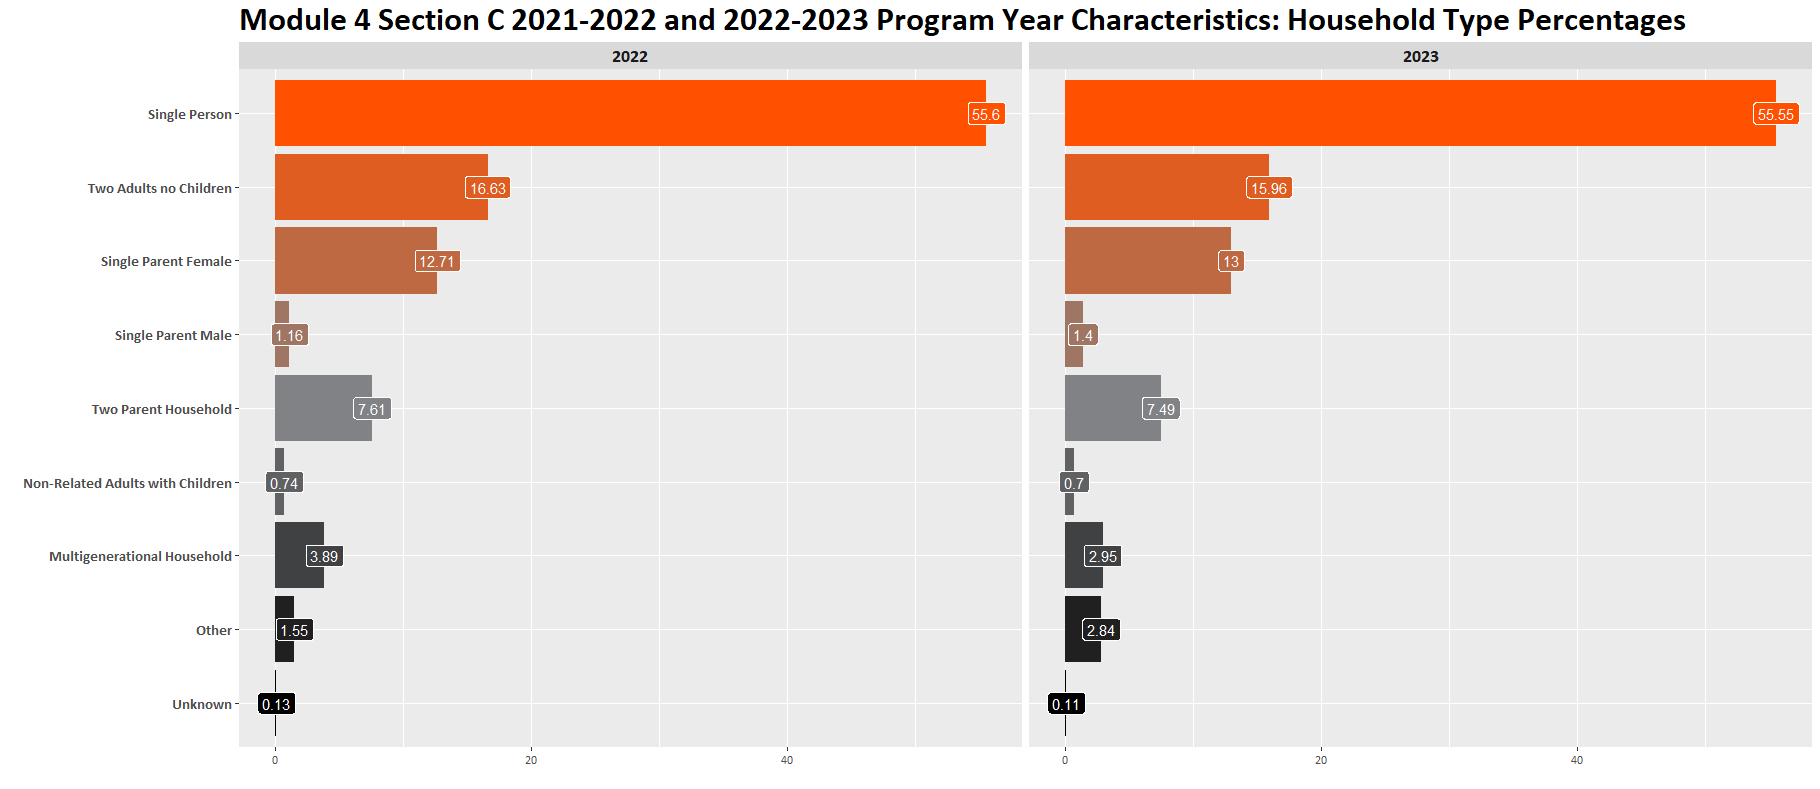 Module 4 Section C 2021-2022 and 2022-2023 Program Year Characteristics: Household Type Percentages
2022 2023
Single Person 55.6 55.55
Two Adults no Children 16.63 15.96
Single Parent Female 12.71 13
Single Parent Male 1.16 1.4
Two Parent Household 7.61 7.49
Non-Related Adults with Children 0.74 0.7
Multigenerational Household 3.89 2.95
Other 1.55 2.84
Unknown 0.13 0.11
0 20 40 0 20 40